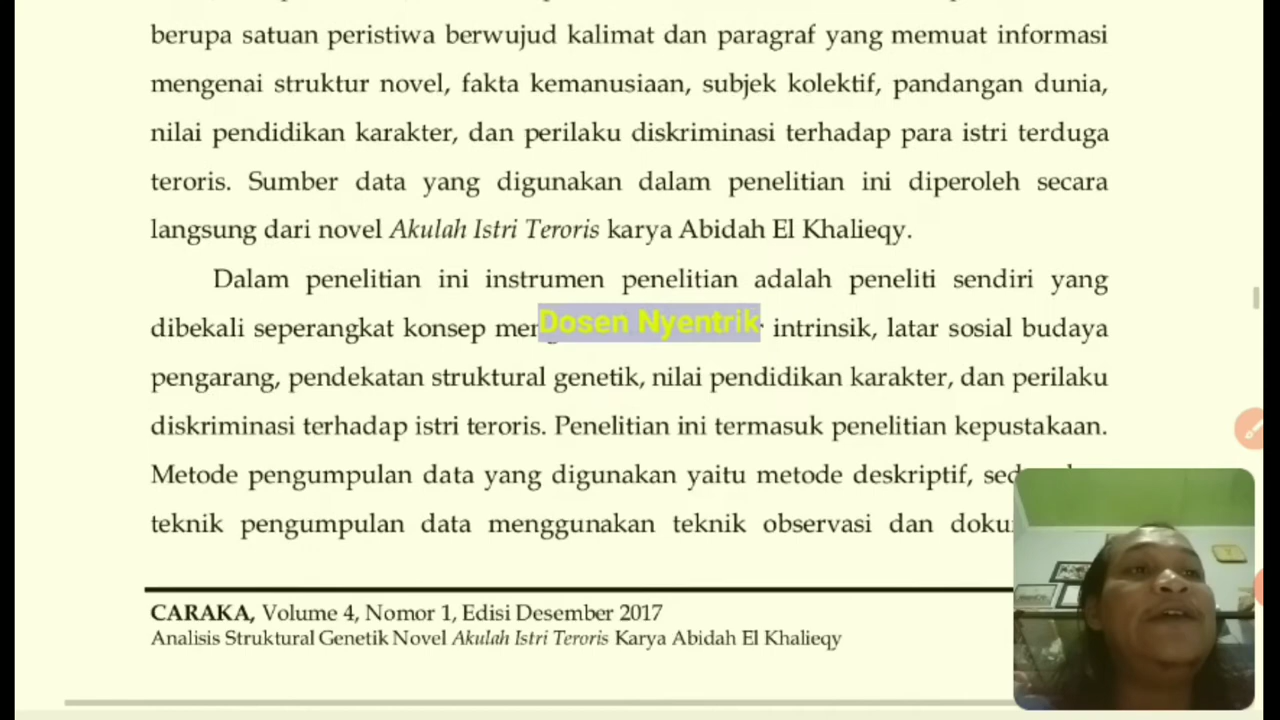 berupa satuan peristiwa berwujud kalimat dan paragraf yang memuat informasi
mengenai struktur novel, fakta kemanusiaan, subjek kolektif, pandangan dunia,
nilai pendidikan karakter, dan perilaku diskriminasi terhadap para istri terduga
teroris. Sumber data yang digunakan dalam penelitian ini diperoleh secara
langsung dari novel Akulah Istri Teroris karya Abidah El Khalieqy.
Dalam penelitian ini instrumen penelitian adalah peneliti sendiri yang
dibekali seperangkat konsep Dosen Nyentrik intrinsik, latar sosial budaya
pengarang, pendekatan struktural genetik, nilai pendidikan karakter, dan perilaku
diskriminasi terhadap istri teroris. Penelitian ini termasuk penelitian kepustakaan.
Metode pengumpulan data yang digunakan yaitu metode deskriptif,
teknik pengumpulan data menggunakan teknik observasi dan
CARAKA, Volume 4, Nomor 1, Edisi Desember 2017
Analisis Struktural Genetik Novel Akulah Istri Teroris Karya Abidah El Khalieqy